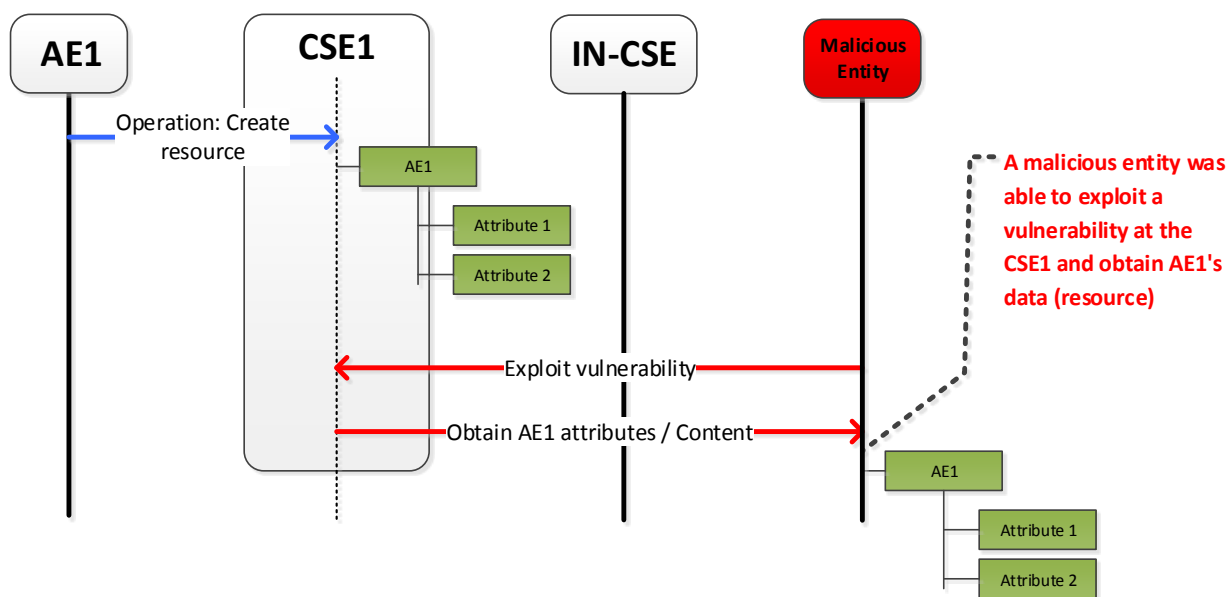 AE1
CSE1
IN-CSE
Malicious
Entity
Operation: Create
resource
AE1
Attribute 1
Attribute 2
A malicious entity was
able to exploit a
vulnerability at the
CSE1 and obtain AE1's
data (resource)
Exploit vulnerability
Obtain AE1 attributes / Content
AE1
Attribute 1
Attribute 2